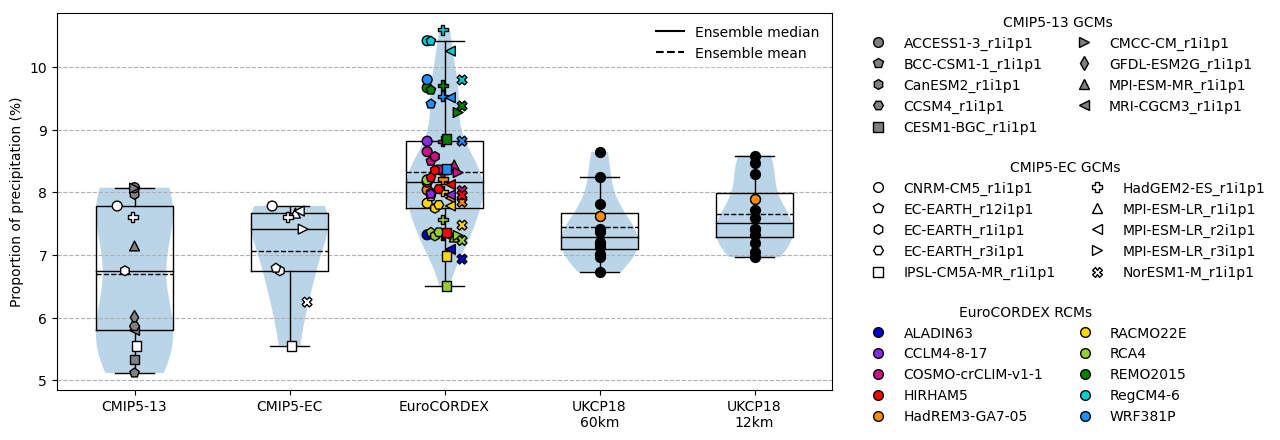 Proportion of precipitation (%)
10
9
8
7
6
5
Ensemble median
Ensemble mean
CMIP5-13
CMIP5-EC
EuroCORDEX
UKCP18
60km
UKCP18
12km
CMIP5-13 GCMs
ACCESS1-3_r1i1p1
BCC-CSM1-1_r1i1p1
CanESM2_r1i1p1
CCSM4_r1i1p1
CESM1-BGC_r1i1p1
CMCC-CM_r1i1p1
GFDL-ESM2G_r1i1p1
MPI-ESM-MR_r1i1p1
MRI-CGCM3_r1i1p1
CMIP5-EC GCMs
CNRM-CM5_r1i1p1
EC-EARTH_r12i1p1
EC-EARTH_r1i1p1
EC-EARTH_r3i1p1
IPSL-CM5A-MR_r1i1p1
HadGEM2-ES_r1i1p1
MPI-ESM-LR_r1i1p1
MPI-ESM-LR_r2i1p1
MPI-ESM-LR_r3i1p1
NorESM1-M_r1i1p1
EuroCORDEX RCMs
ALADIN63
CCLM4-8-17
COSMO-crCLIM-v1-1
HIRHAM5
HadREM3-GA7-05
RACMO22E
RCA4
REMO2015
RegCM4-6
WRF381P